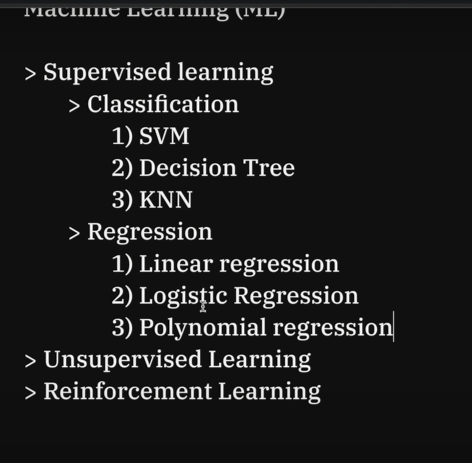 Machine Learning (ML)
> Supervised learning
> Classification
1) SVM
2) Decision Tree
3) KNN
> Regression
1) Linear regression
2) Logistic Regression
3) Polynomial regression
> Unsupervised Learning
> Reinforcement Learning